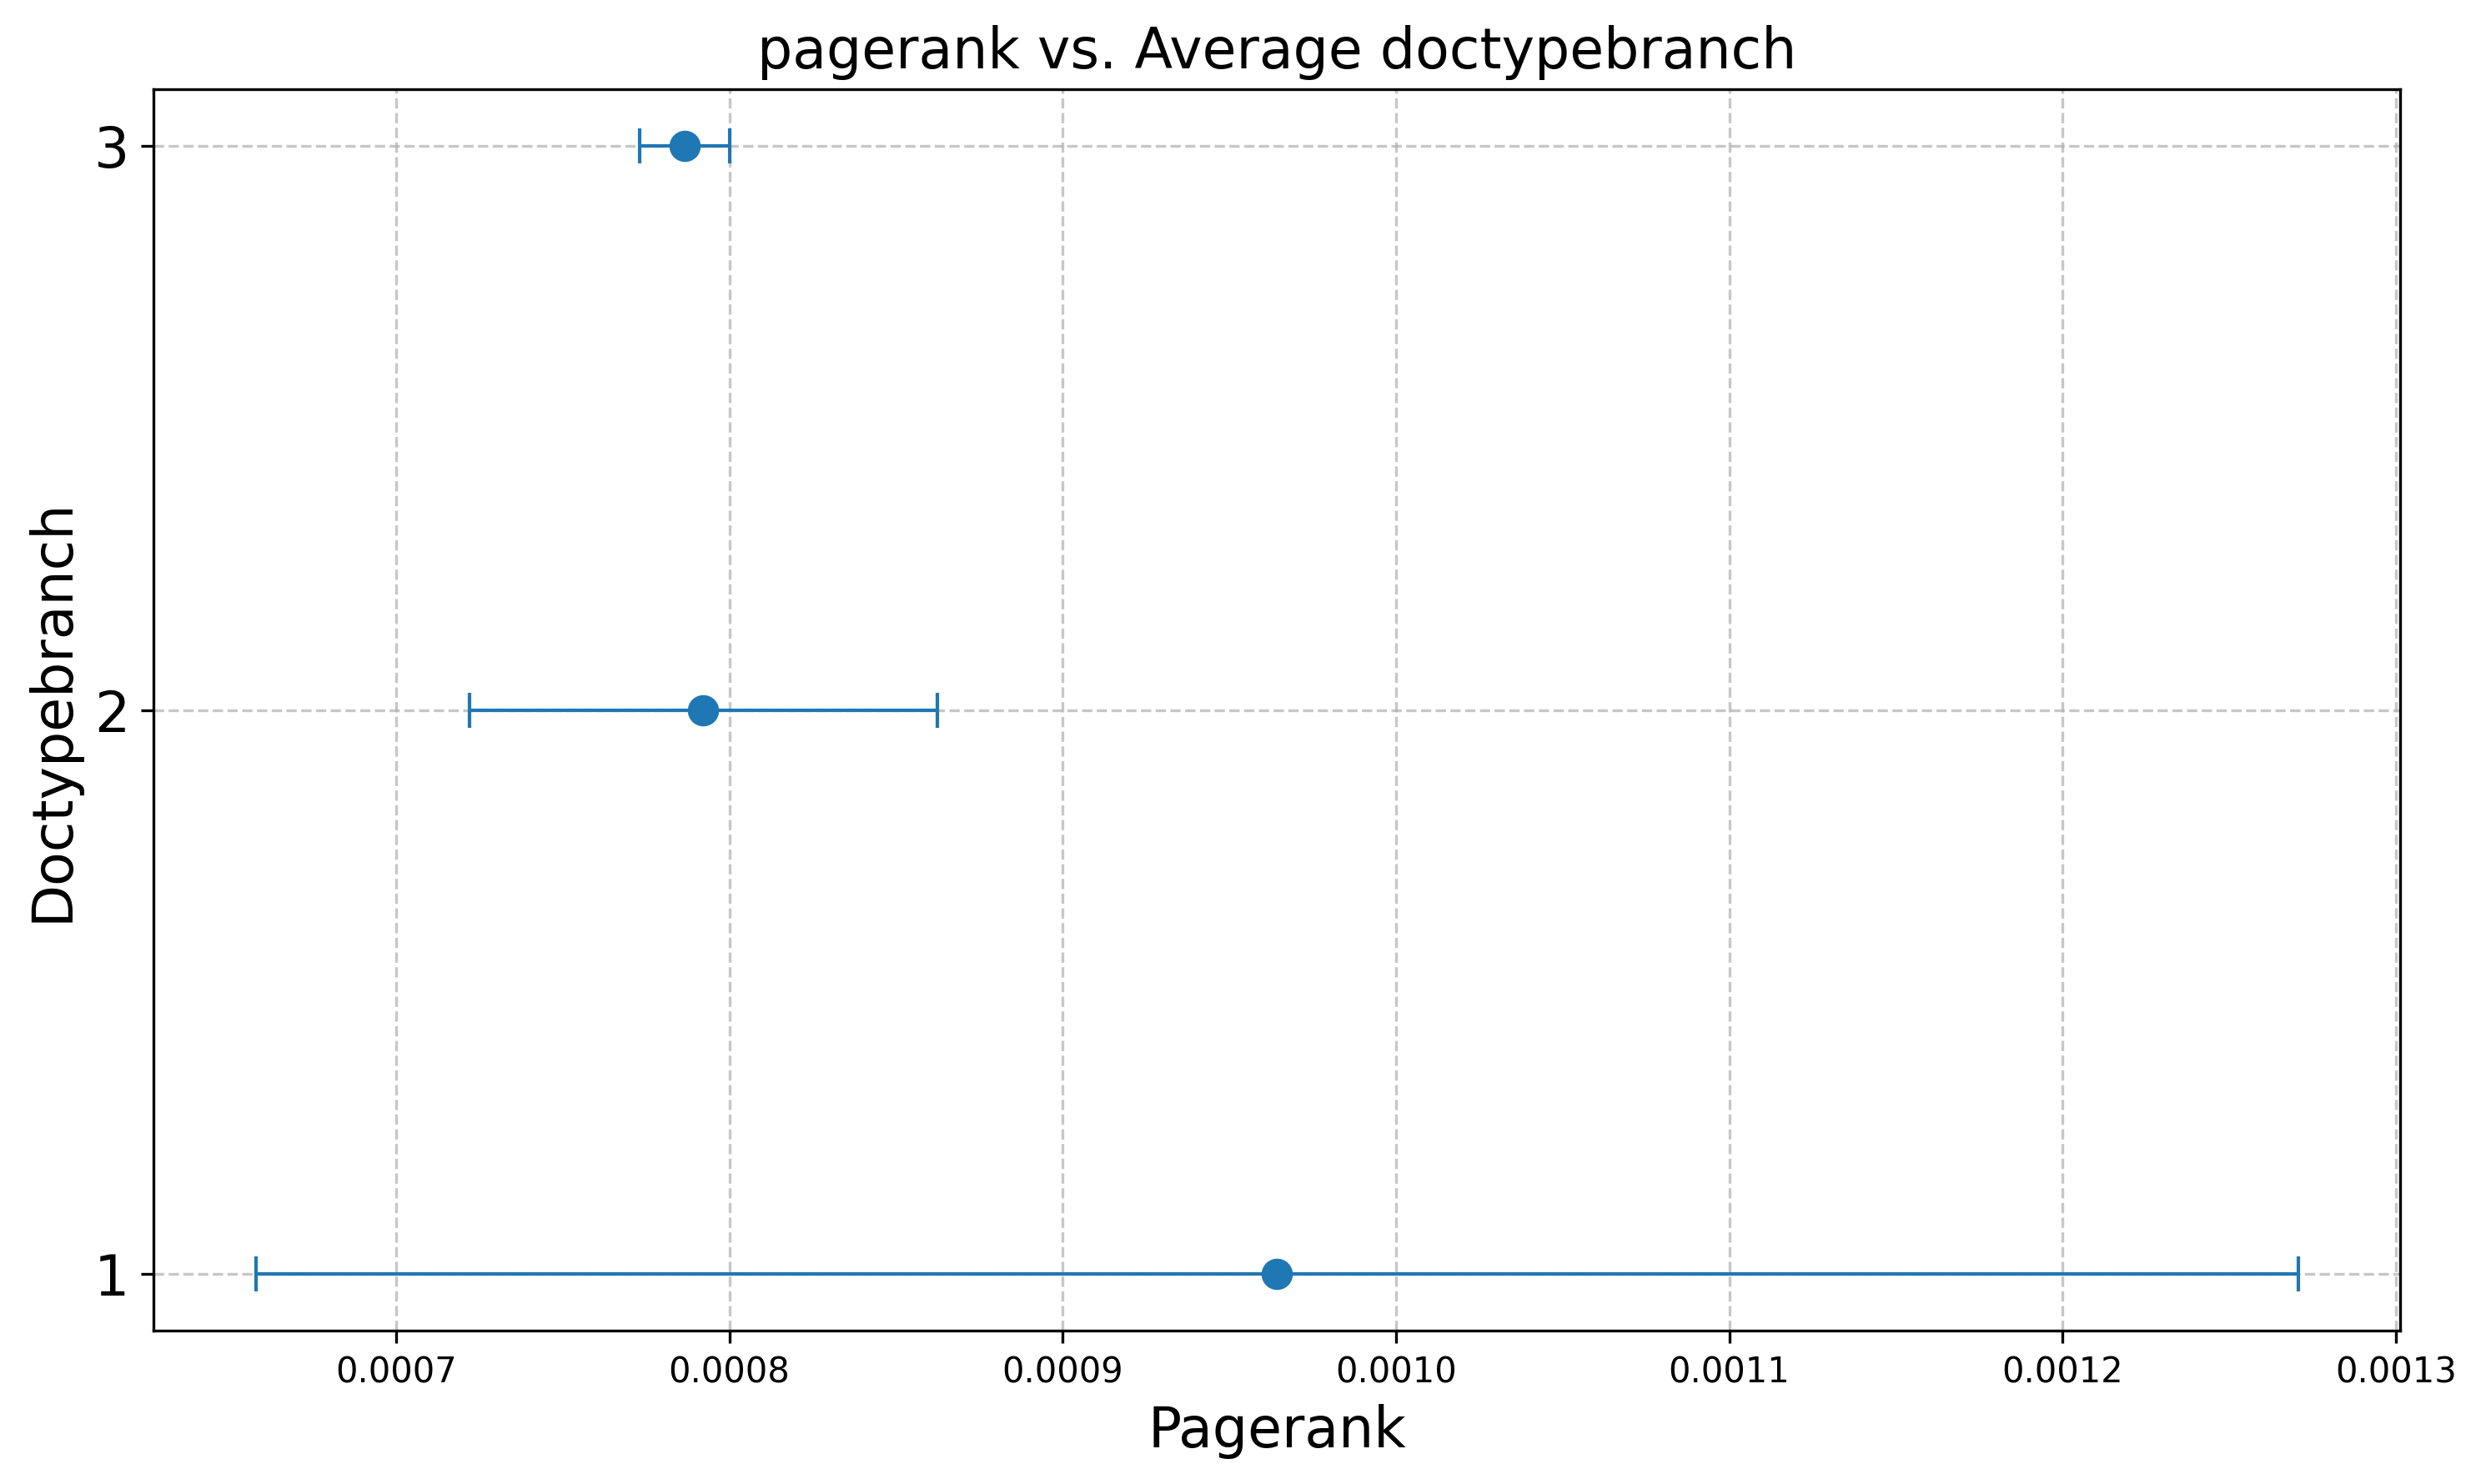 pagerank vs. Average doctypebranch
Doctypebranch
3
2
1
0.0007 0.0008 0.0009 0.0010 0.0011 0.0012 0.0013
Pagerank